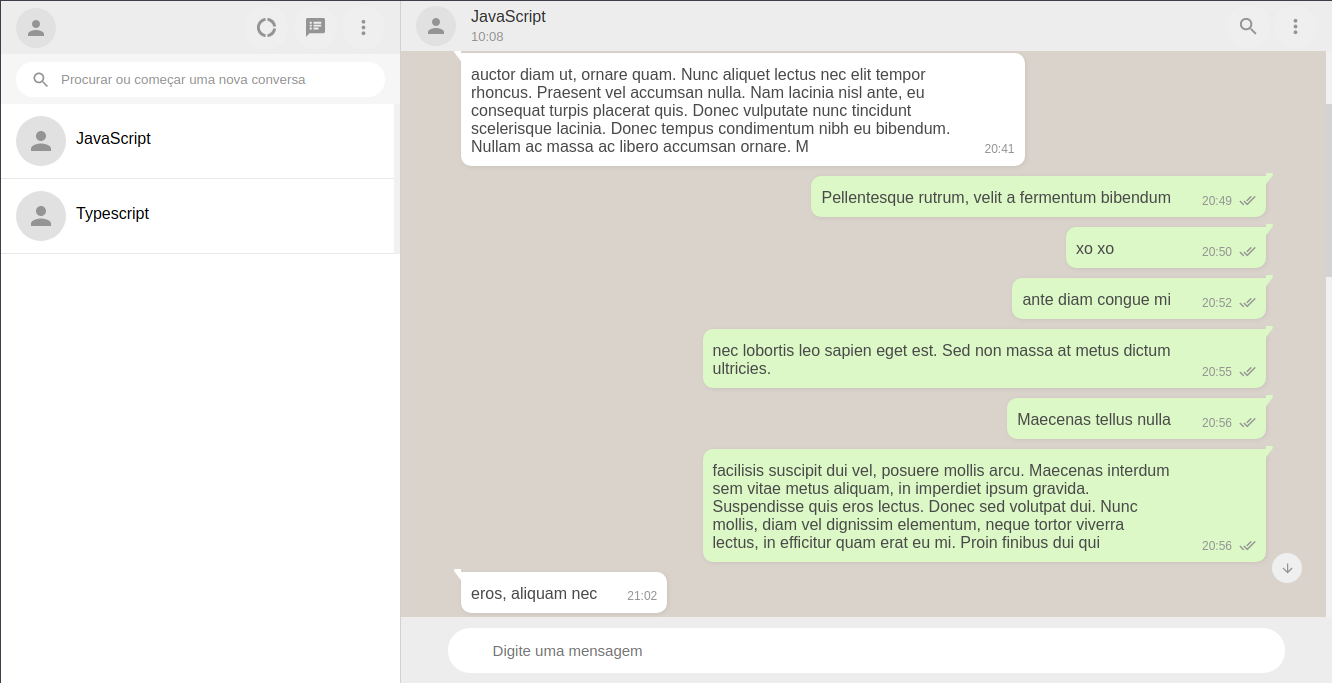 Procurar ou começar uma nova conversa
JavaScript
Typescript
JavaScript
10:08
auctor diam ut, ornare quam. Nunc aliquet lectus nec elit tempor
rhoncus. Praesent vel accumsan nulla. Nam lacinia nisl ante, eu
consequat turpis placerat quis. Donec vulputate nunc tincidunt
scelerisque lacinia. Donec tempus condimentum nibh eu bibendum.
Nullam ac massa ac libero accumsan ornare. M
20:41
Pellentesque rutrum, velit a fermentum bibendum
20:49
xo xo
20:50
ante diam congue mi
20:52
nec lobortis leo sapien eget est. Sed non massa at metus dictum
ultricies.
20:55
Maecenas tellus nulla
20:56
facilisis suscipit dui vel, posuere mollis arcu. Maecenas interdum
sem vitae metus aliquam, in imperdiet ipsum gravida.
Suspendisse quis eros lectus. Donec sed volutpat dui. Nunc
mollis, diam vel dignissim elementum, neque tortor viverra
lectus, in efficitur quam erat eu mi. Proin finibus dui qui
20:56
eros, aliquam nec
21:02
Digite uma mensagem